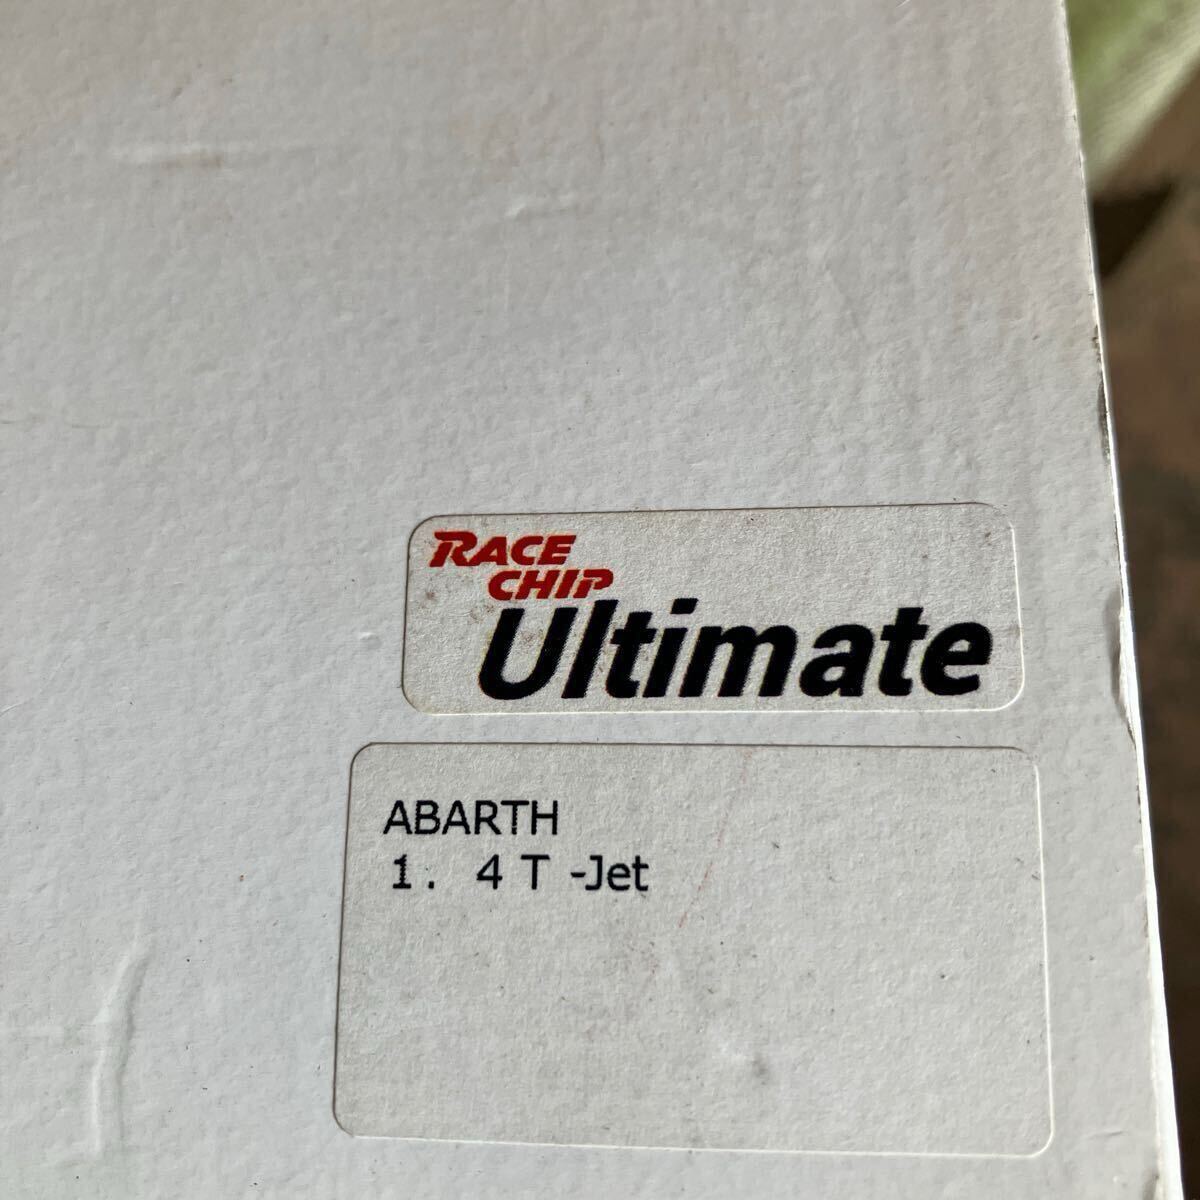 RACE
CHIP
Ultimate
ABARTH
1. 4 T -Jet